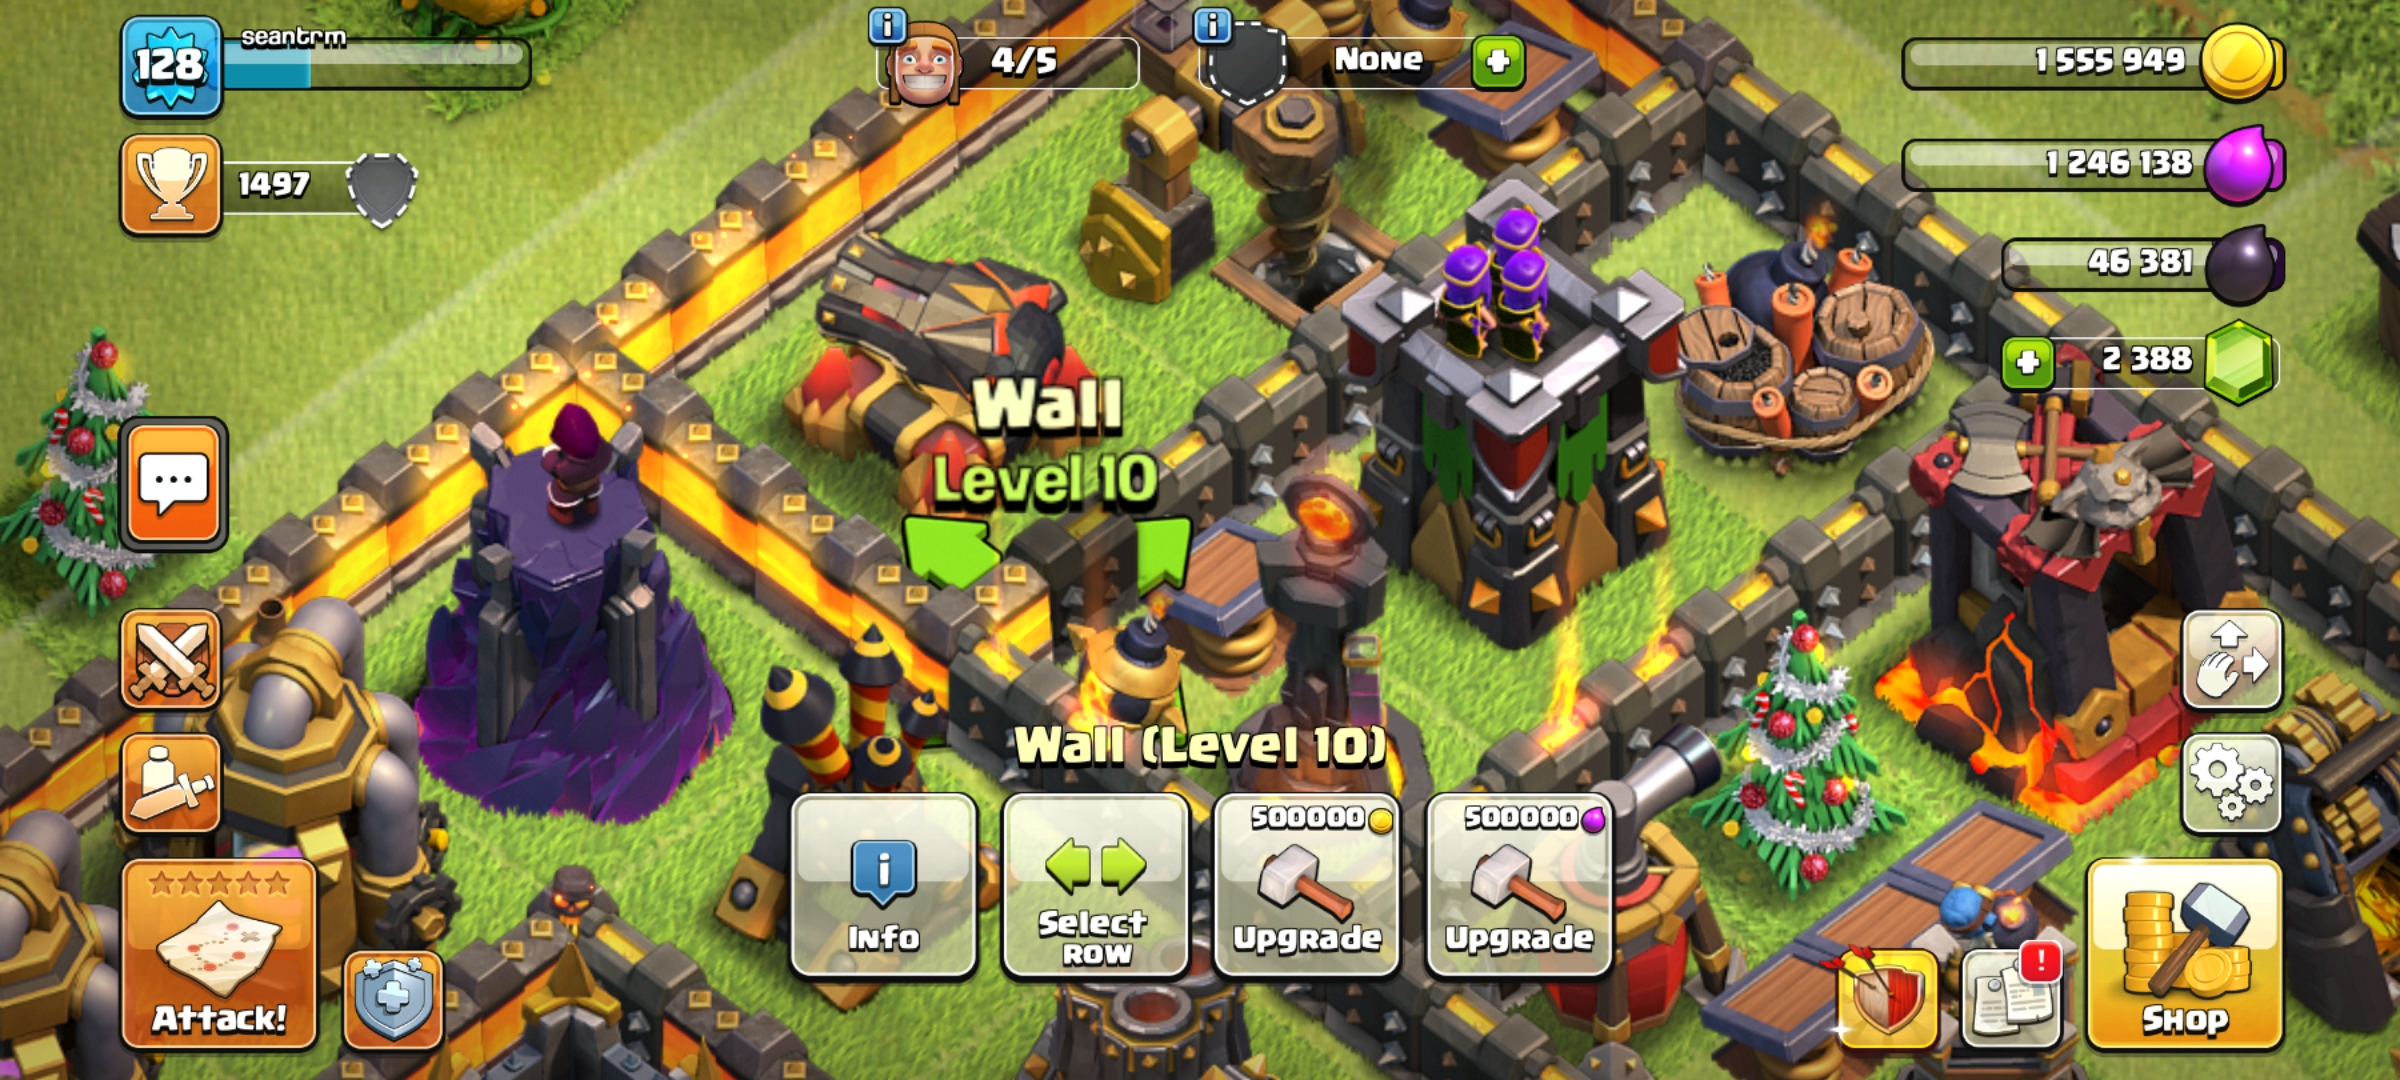 128
seantrm
4/5
None
1 555 949
1497
1 246 138
46 381
2 388
Wall
Level 10
Wall (Level 10)
Info
Select
Row
500000
Upgrade
500000
Upgrade
Attack!
Shop